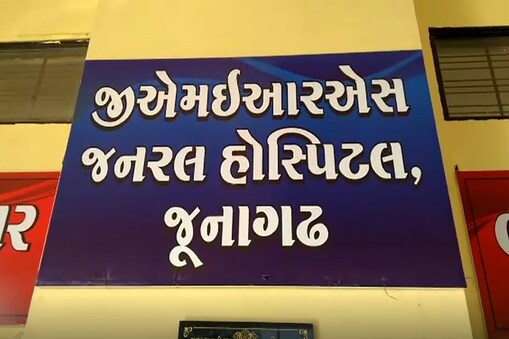 જીએમઈઆરએસ
જનરલ હોસ્પિટલ,
જૂનાગઢ